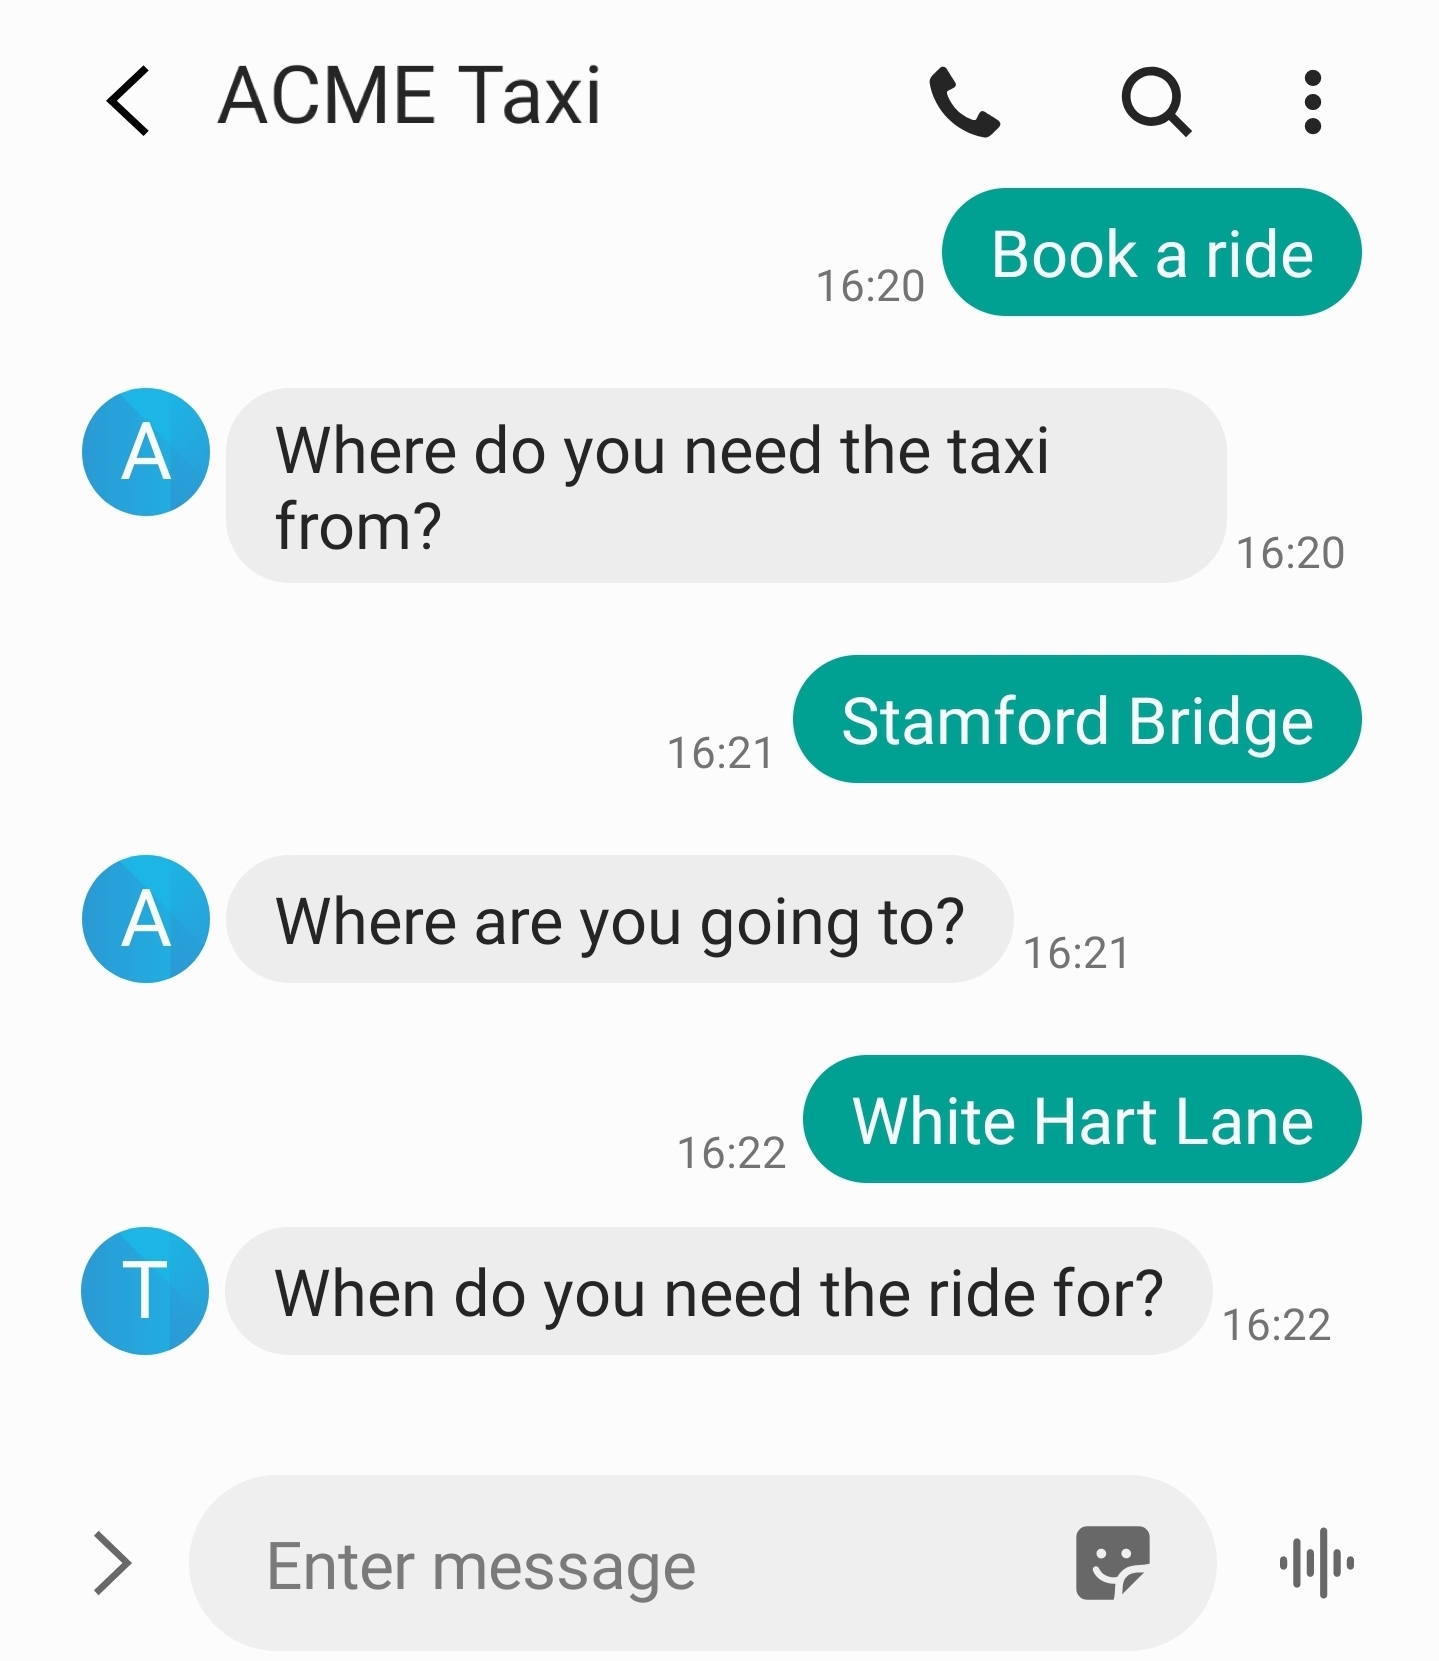 ACME Taxi
Book a ride
16:20
A
Where do you need the taxi
from?
16:20
Stamford Bridge
16:21
A
Where are you going to?
16:21
White Hart Lane
16:22
T
When do you need the ride for?
16:22
Enter message